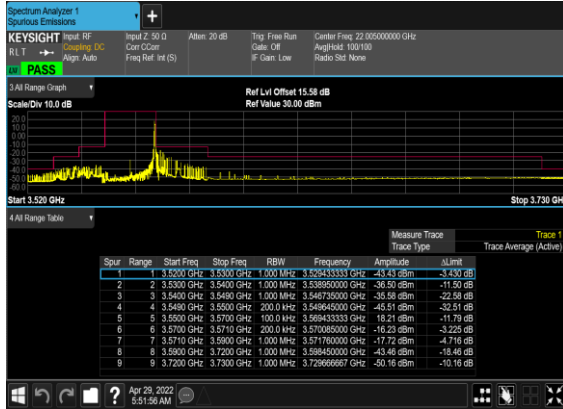 Spectrum Analyzer 1
Spurious Emissions
+
KEYSIGHT Input: RF Input Z: 50 Ω Atten: 20 dB Trig: Free Run Center Freq: 22.005000000 GHz
RLT Coupling: DC Corr CCorr Gate: Off Avg|Hold: 100/100
Align: Auto Freq Ref: Int (S) IF Gain: Low Radio Std: None
PASS
3 All Range Graph
Ref Lvl Offset 15.58 dB
Scale/Div 10.0 dB Ref Value 30.00 dBm
20.0
10.0
0.00
-10.0
-20.0
-30.0
-40.0
-50.0
-60.0
Start 3.520 GHz Stop 3.730 GH
4 All Range Table
Measure Trace Trace 1
Trace Type Trace Average (Active)
Spur Range Start Freq Stop Freq RBW Frequency Amplitude ΔLimit
1 1 3.5200 GHz 3.5300 GHz 1.000 MHz 3.529433333 GHz -43.43 dBm -3.430 dB
2 2 3.5300 GHz 3.5400 GHz 1.000 MHz 3.538950000 GHz -36.50 dBm -11.50 dB
3 3 3.5400 GHz 3.5490 GHz 1.000 MHz 3.546735000 GHz -35.58 dBm -22.58 dB
4 4 3.5490 GHz 3.5500 GHz 200.0 kHz 3.549645000 GHz -45.51 dBm -32.51 dB
5 5 3.5500 GHz 3.5700 GHz 100.0 kHz 3.569433333 GHz 18.21 dBm -11.79 dB
6 6 3.5700 GHz 3.5710 GHz 200.0 kHz 3.570085000 GHz -16.23 dBm -3.225 dB
7 7 3.5710 GHz 3.5900 GHz 1.000 MHz 3.571760000 GHz -17.72 dBm -4.716 dB
8 8 3.5900 GHz 3.7200 GHz 1.000 MHz 3.598450000 GHz -43.46 dBm -18.46 dB
9 9 3.7200 GHz 3.7300 GHz 1.000 MHz 3.729666667 GHz -50.16 dBm -10.16 dB
? Apr 29, 2022
5:51:56 AM